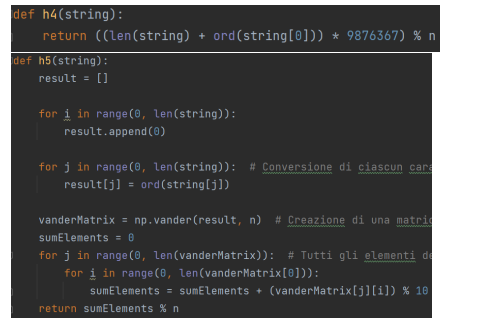 def h4(string):
    return ((len(string) + ord(string[0])) * 9876367) % n
def h5(string):
    result = []
    for i in range(0, len(string)):
        result.append(0)
    for j in range(0, len(string)):  # Conversione di ciascun
        result[j] = ord(string[j])
    vanderMatrix = np.vander(result, n)  # Creazione di una
    sumElements = 0
    for j in range(0, len(vanderMatrix)):  # Tutti gli elementi
        for i in range(0, len(vanderMatrix[0])):
            sumElements = sumElements + (vanderMatrix[j][i]) % 10
    return sumElements % n